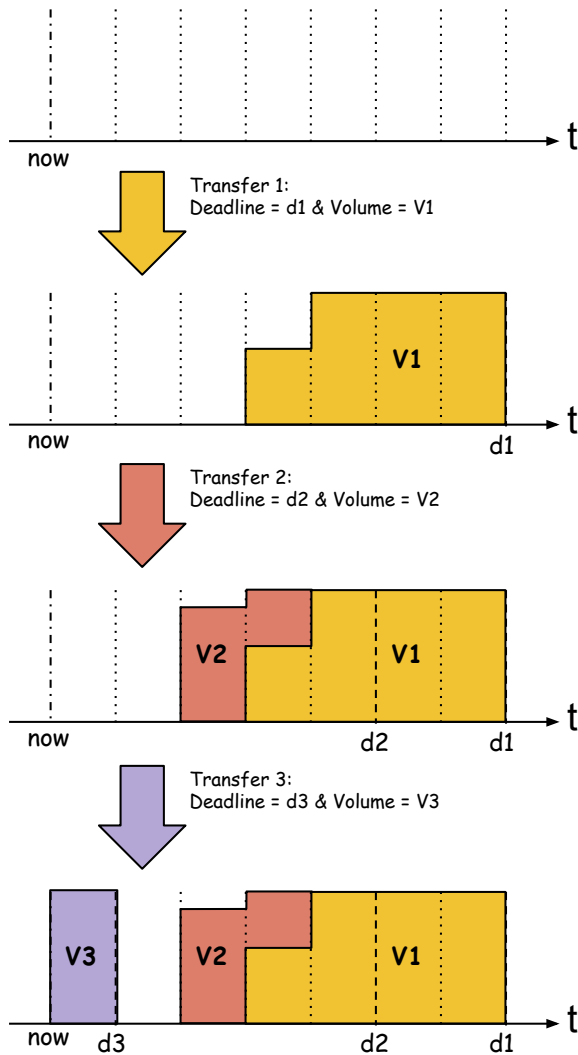 t
now
Transfer 1:
Deadline = d1 & Volume = V1
V1
t
now
d1
Transfer 2:
Deadline = d2 & Volume = V2
V2
V1
t
now
d2
d1
Transfer 3:
Deadline = d3 & Volume = V3
V3
V2
V1
t
now
d3
d2
d1